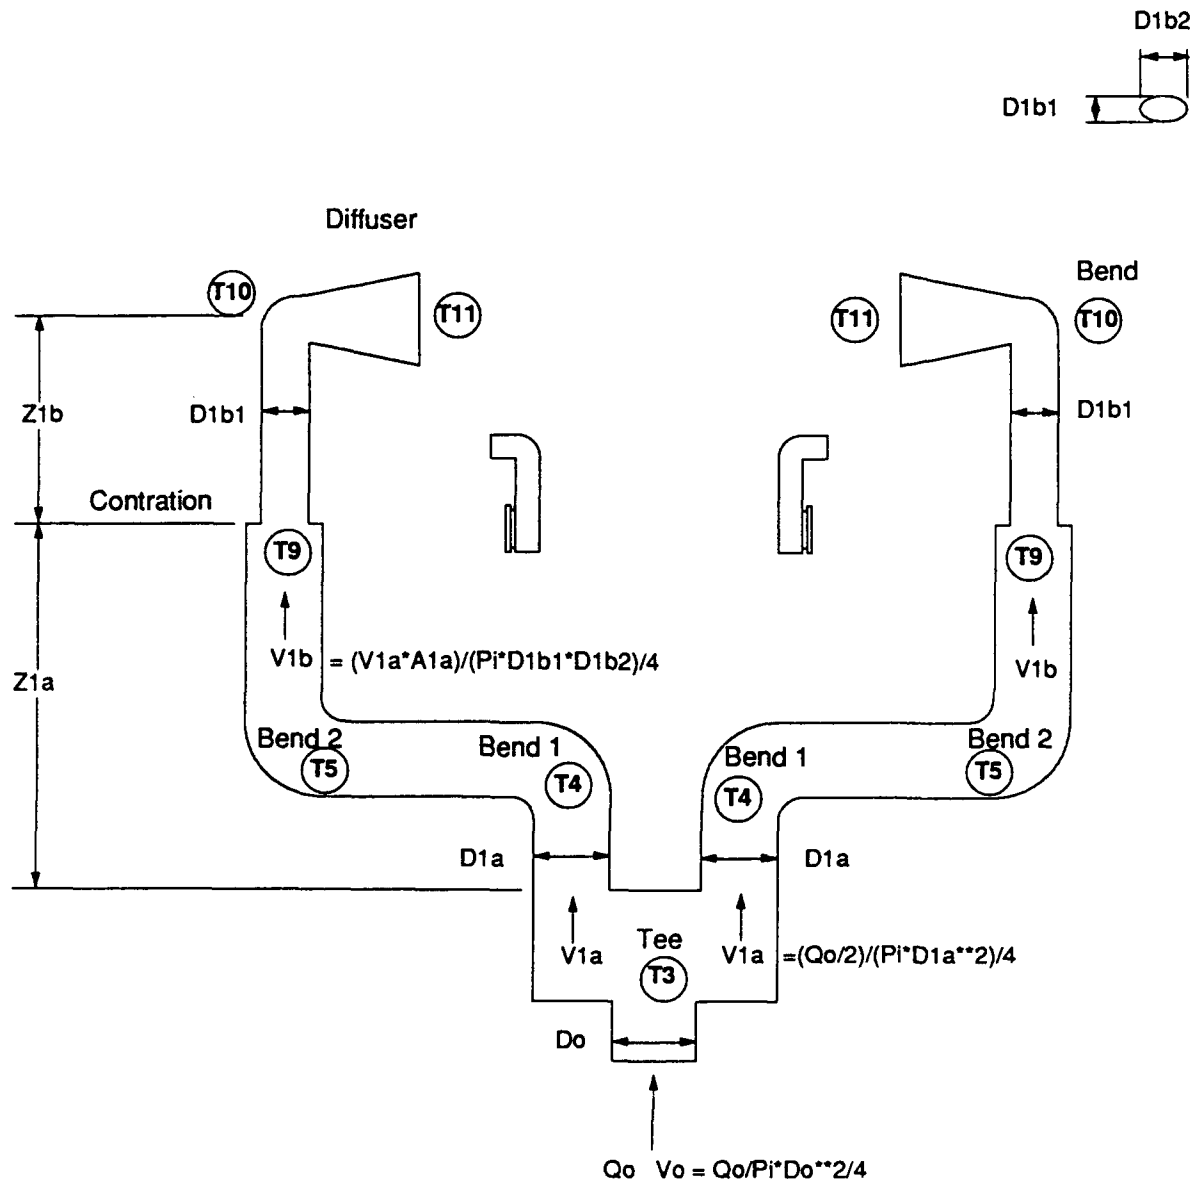 D1b2
D1b1
Diffuser
T10
T11
Bend
T11
T10
Z1b
D1b1
D1b1
Contration
T9
T9
V1b = (V1a*A1a)/(Pi*D1b1*D1b2)/4
V1b
Z1a
Bend 2
T5
Bend 1
T4
Bend 1
T4
Bend 2
T5
D1a
D1a
V1a
Tee
T3
V1a =(Qo/2)/(Pi*D1a**2)/4
Do
Qo Vo = Qo/Pi*Do**2/4